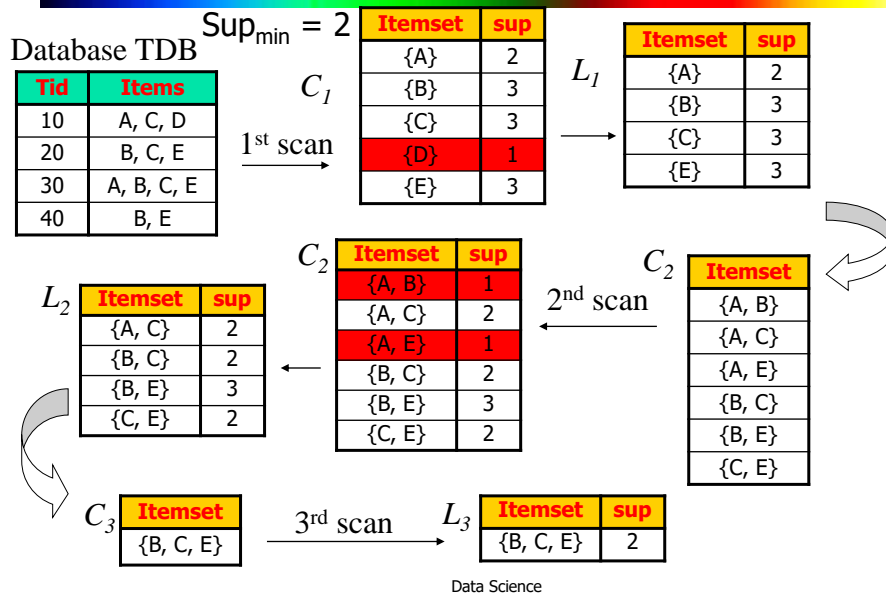 Sup_min = 2
Database TDB
Tid Items
10 A, C, D
20 B, C, E
30 A, B, C, E
40 B, E
1st scan
C1
Itemset sup
{A} 2
{B} 3
{C} 3
{D} 1
{E} 3
L1
Itemset sup
{A} 2
{B} 3
{C} 3
{E} 3
C2
Itemset
{A, B}
{A, C}
{A, E}
{B, C}
{B, E}
{C, E}
2nd scan
C2
Itemset sup
{A, B} 1
{A, C} 2
{A, E} 1
{B, C} 2
{B, E} 3
{C, E} 2
L2
Itemset sup
{A, C} 2
{B, C} 2
{B, E} 3
{C, E} 2
C3
Itemset
{B, C, E}
3rd scan
L3
Itemset sup
{B, C, E} 2
Data Science